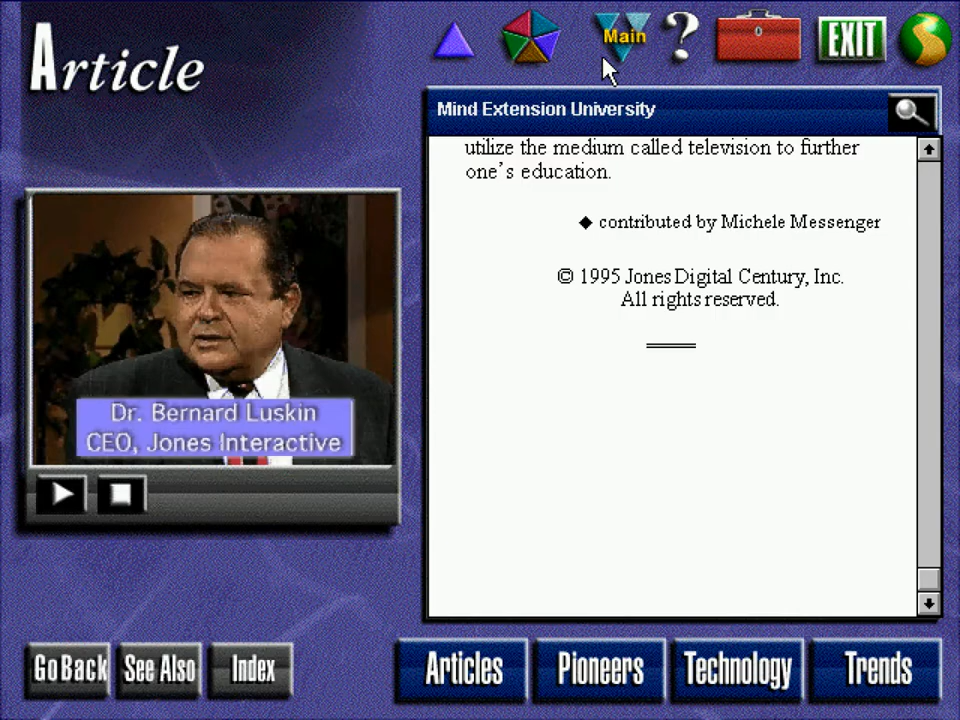 Article
Main
?
EXIT
Mind Extension University
utilize the medium called television to further
one's education.
◆ contributed by Michele Messenger
© 1995 Jones Digital Century, Inc.
All rights reserved.
Dr. Bernard Luskin
CEO, Jones Interactive
Go Back
See Also
Index
Articles
Pioneers
Technology
Trends